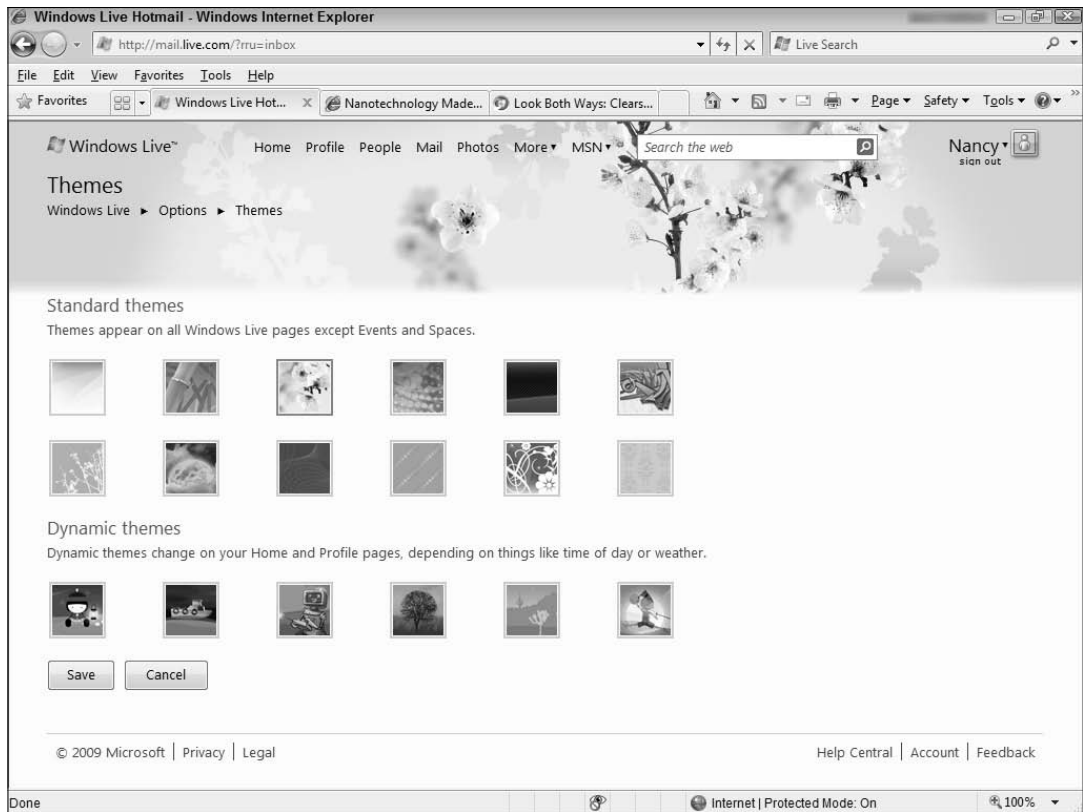 Windows Live Hotmail - Windows Internet Explorer
http://mail.live.com/?rru=inbox
Live Search
File Edit View Favorites Tools Help
Favorites
Windows Live Hot... X
Nanotechnology Made...
Look Both Ways: Clears...
Page Safety Tools
Windows Live™ Home Profile People Mail Photos More MSN Search the web Nancy
sign out
Themes
Windows Live ► Options ► Themes
Standard themes
Themes appear on all Windows Live pages except Events and Spaces.
Dynamic themes
Dynamic themes change on your Home and Profile pages, depending on things like time of day or weather.
Save Cancel
© 2009 Microsoft | Privacy | Legal Help Central | Account | Feedback
Done Internet | Protected Mode: On 100%